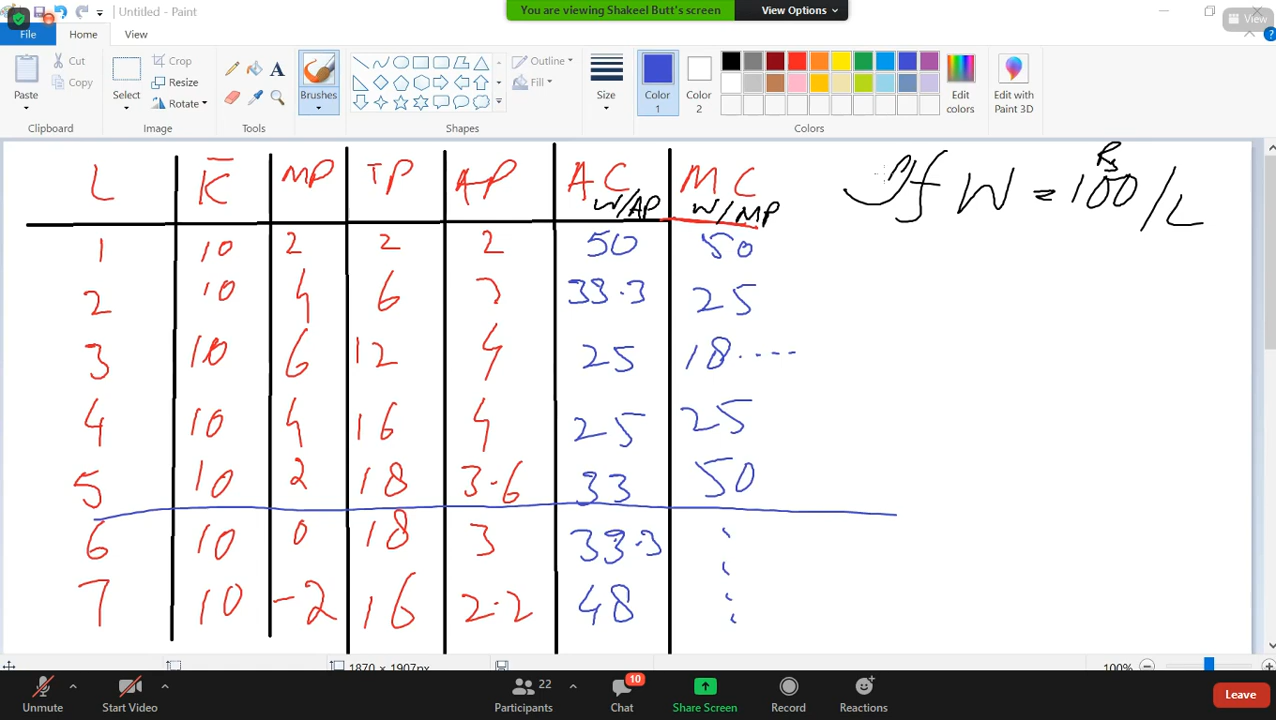 Untitled - Paint
You are viewing Shakeel Butt's screen
View Options
View
File
Home
View
Paste
Cut
Copy
Clipboard
Select
Crop
Resize
Rotate
Image
Tools
Brushes
Shapes
Outline
Fill
Size
Color 1
Color 2
Colors
Edit colors
Edit with Paint 3D
L K̅ MP TP AP AC W/AP MC W/MP
1 10 2 2 2 50 50
2 10 4 6 3 33.3 25
3 10 6 12 4 25 18.....
4 10 4 16 4 25 25
5 10 2 18 3.6 33 50
6 10 0 18 3 33.3
7 10 -2 16 2.2 48
If W = Rs 100/L
1870 × 1907px
100%
Unmute
Start Video
22
Participants
10
Chat
Share Screen
Record
Reactions
Leave